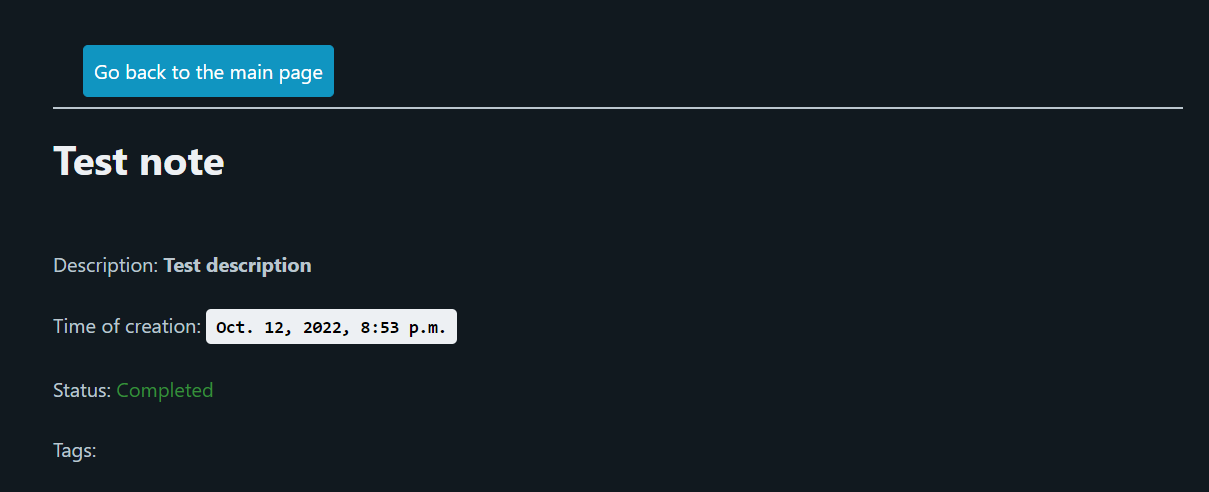 Go back to the main page
Test note
Description: Test description
Time of creation: Oct. 12, 2022, 8:53 p.m.
Status: Completed
Tags: